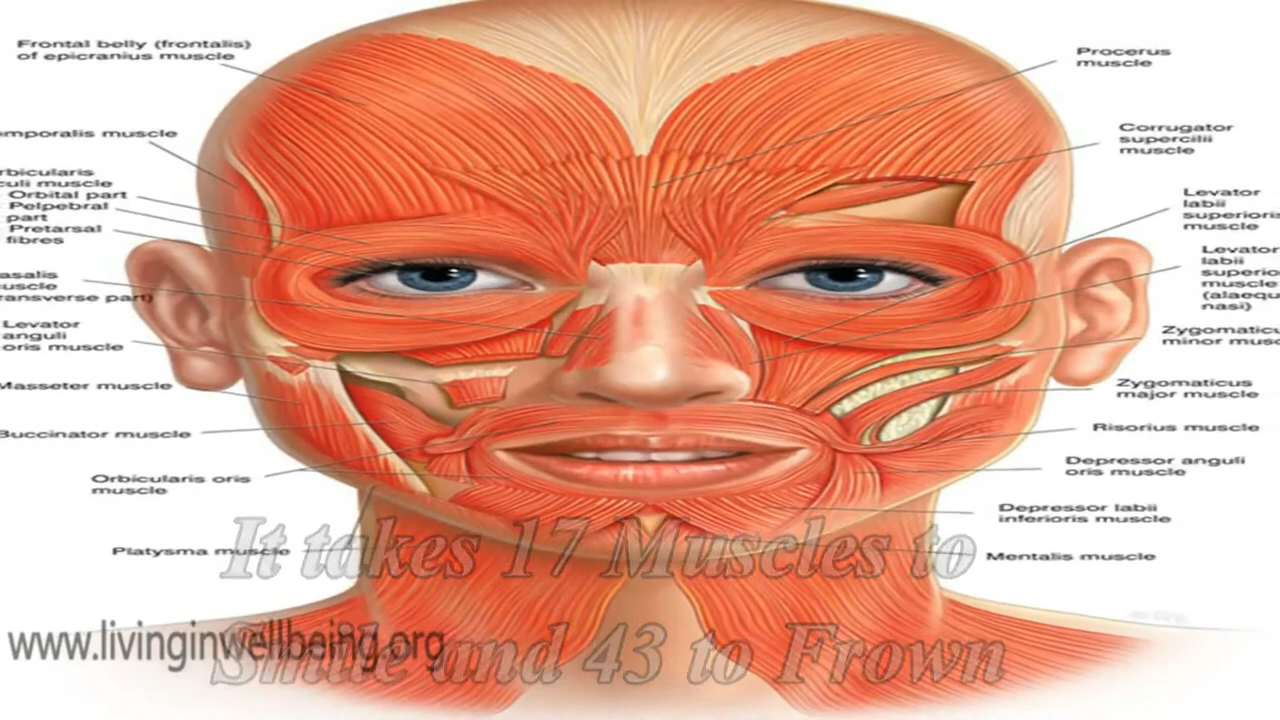 Frontal belly (frontalis)
of epicranius muscle
Procerus
muscle
Corrugator
supercilii
muscle
muscle
muscle
Orbital part
Pelpebral
part
Pretarsal
fibres
Levator
labii
muscle
Levator
labii
muscle
Levator
anguli
oris muscle
minor
Masseter muscle
Zygomaticus
major muscle
Buccinator muscle
Risorius muscle
Orbicularis oris
muscle
Depressor anguli
oris muscle
Depressor labii
inferioris muscle
Platysma muscle
Mentalis muscle
It takes 17 Muscles to
Smile and 43 to Frown
www.livinginwellbeing.org